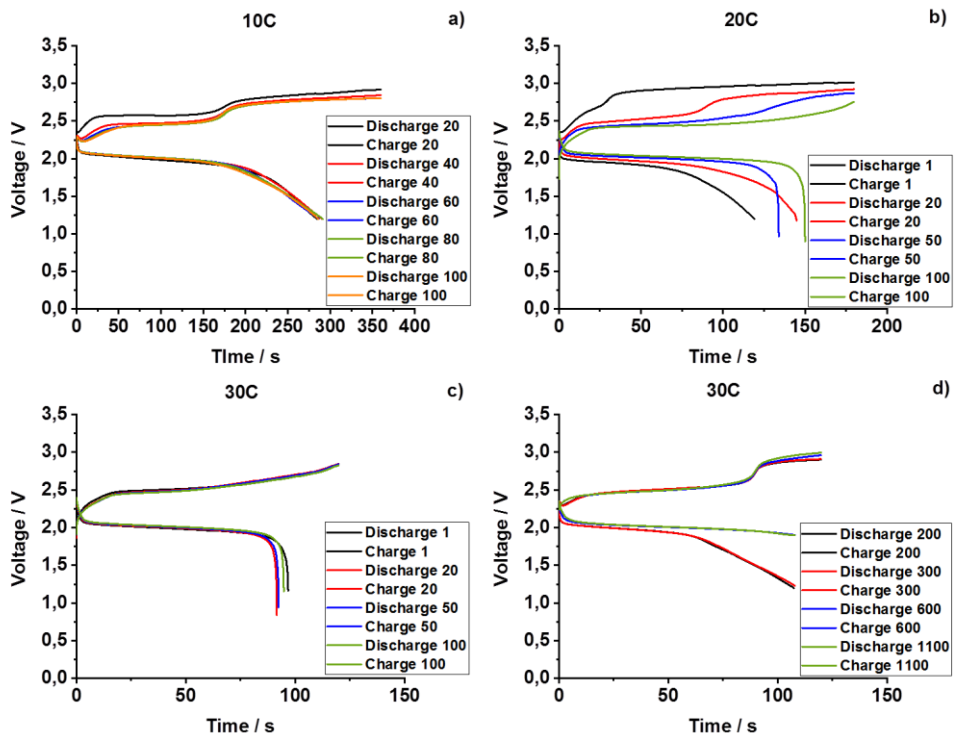 10C
a)
Voltage / V
3,5
3,0
2,5
2,0
1,5
1,0
0,5
0,0
0 50 100 150 200 250 300 350 400
TIme / s
Discharge 20
Charge 20
Discharge 40
Charge 40
Discharge 60
Charge 60
Discharge 80
Charge 80
Discharge 100
Charge 100
20C
b)
Voltage / V
3,5
3,0
2,5
2,0
1,5
1,0
0,5
0,0
0 50 100 150 200
Time / s
Discharge 1
Charge 1
Discharge 20
Charge 20
Discharge 50
Charge 50
Discharge 100
Charge 100
30C
c)
Voltage / V
3,5
3,0
2,5
2,0
1,5
1,0
0,5
0,0
0 50 100 150
Time / s
Discharge 1
Charge 1
Discharge 20
Charge 20
Discharge 50
Charge 50
Discharge 100
Charge 100
30C
d)
Voltage / V
3,5
3,0
2,5
2,0
1,5
1,0
0,5
0,0
0 50 100 150
Time / s
Discharge 200
Charge 200
Discharge 300
Charge 300
Discharge 600
Charge 600
Discharge 1100
Charge 1100